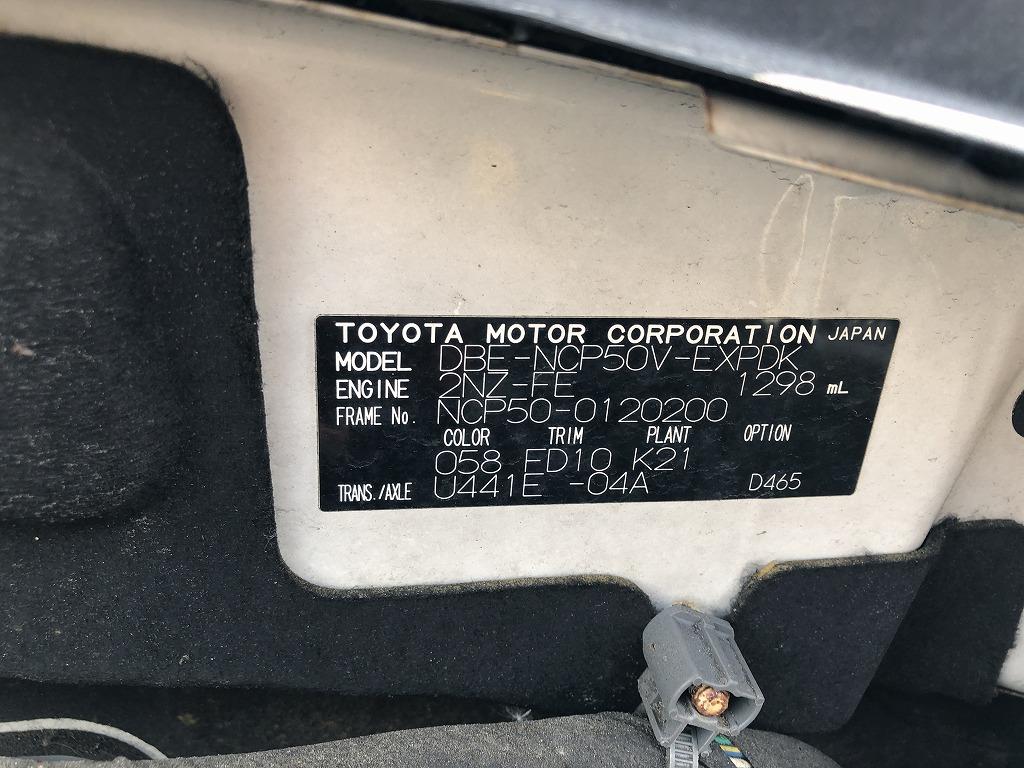 TOYOTA MOTOR CORPORATION JAPAN
MODEL DBE-NCP50V-EXPDK
ENGINE 2NZ-FE 1298 mL
FRAME No. NCP50-0120200
COLOR TRIM PLANT OPTION
058 FD10 K21
TRANS./AXLE U441E -04A D465